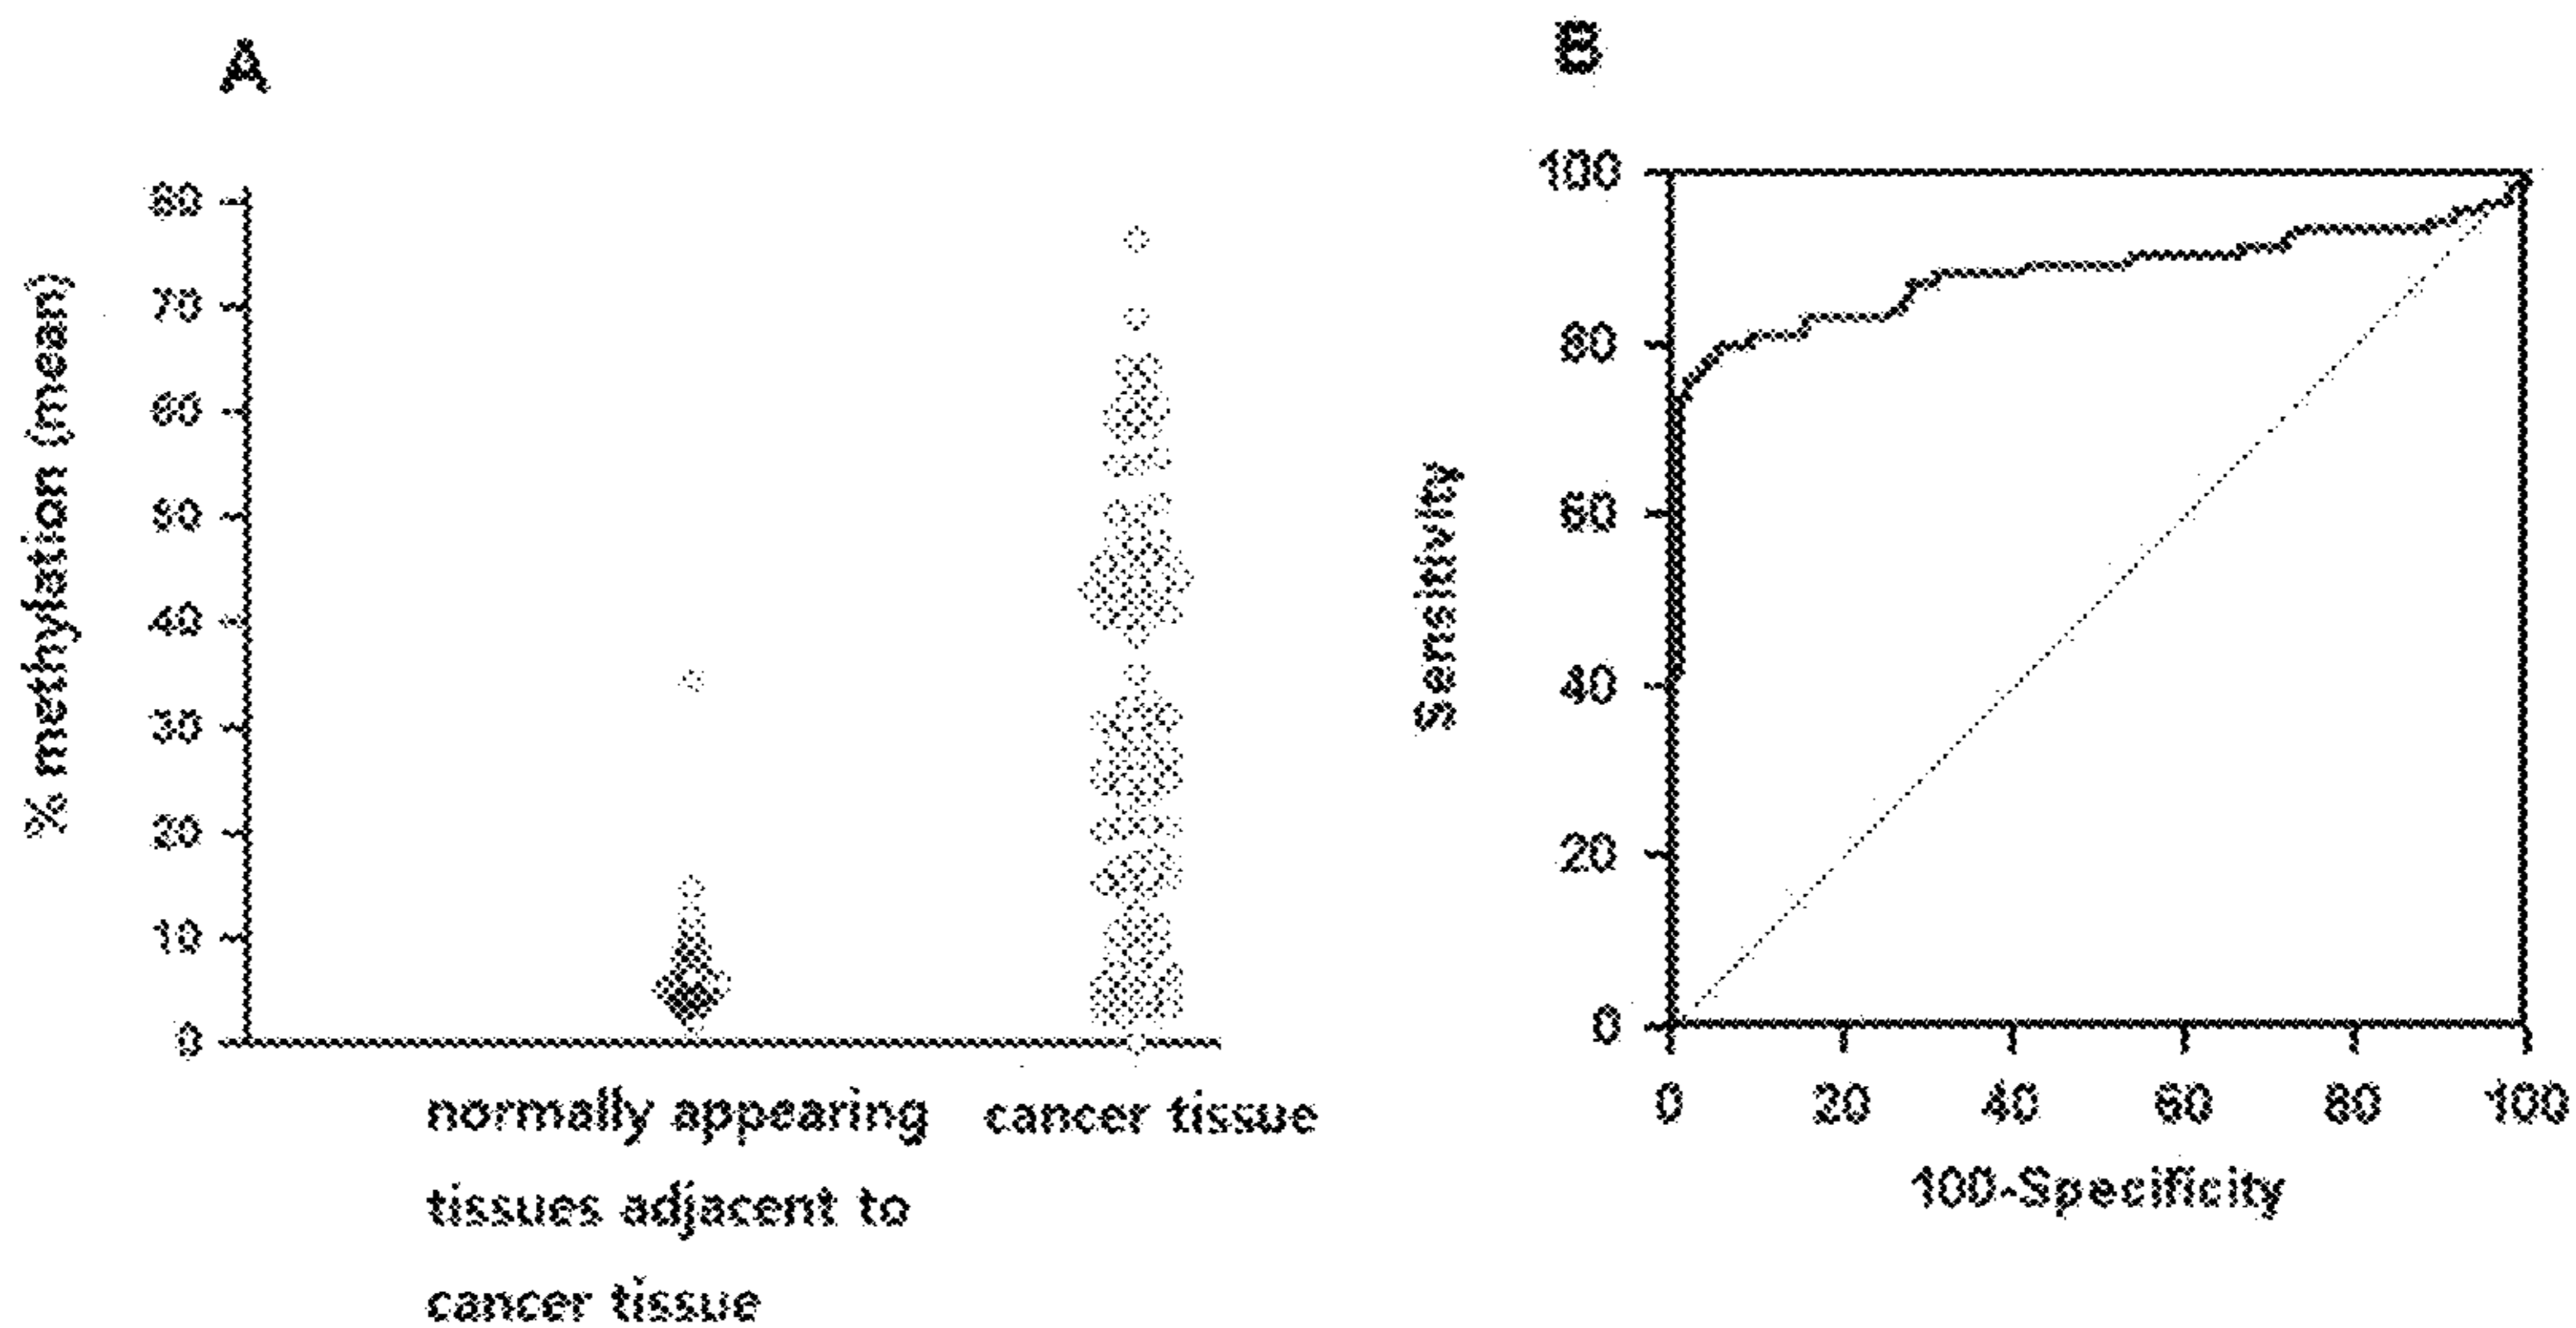 A
B
% methylation (mean)
80
70
60
50
40
30
20
10
0
normally appearing
tissues adjacent to
cancer tissue
cancer tissue
Sensitivity
100
80
60
40
20
0
0 20 40 60 80 100
100-Specificity